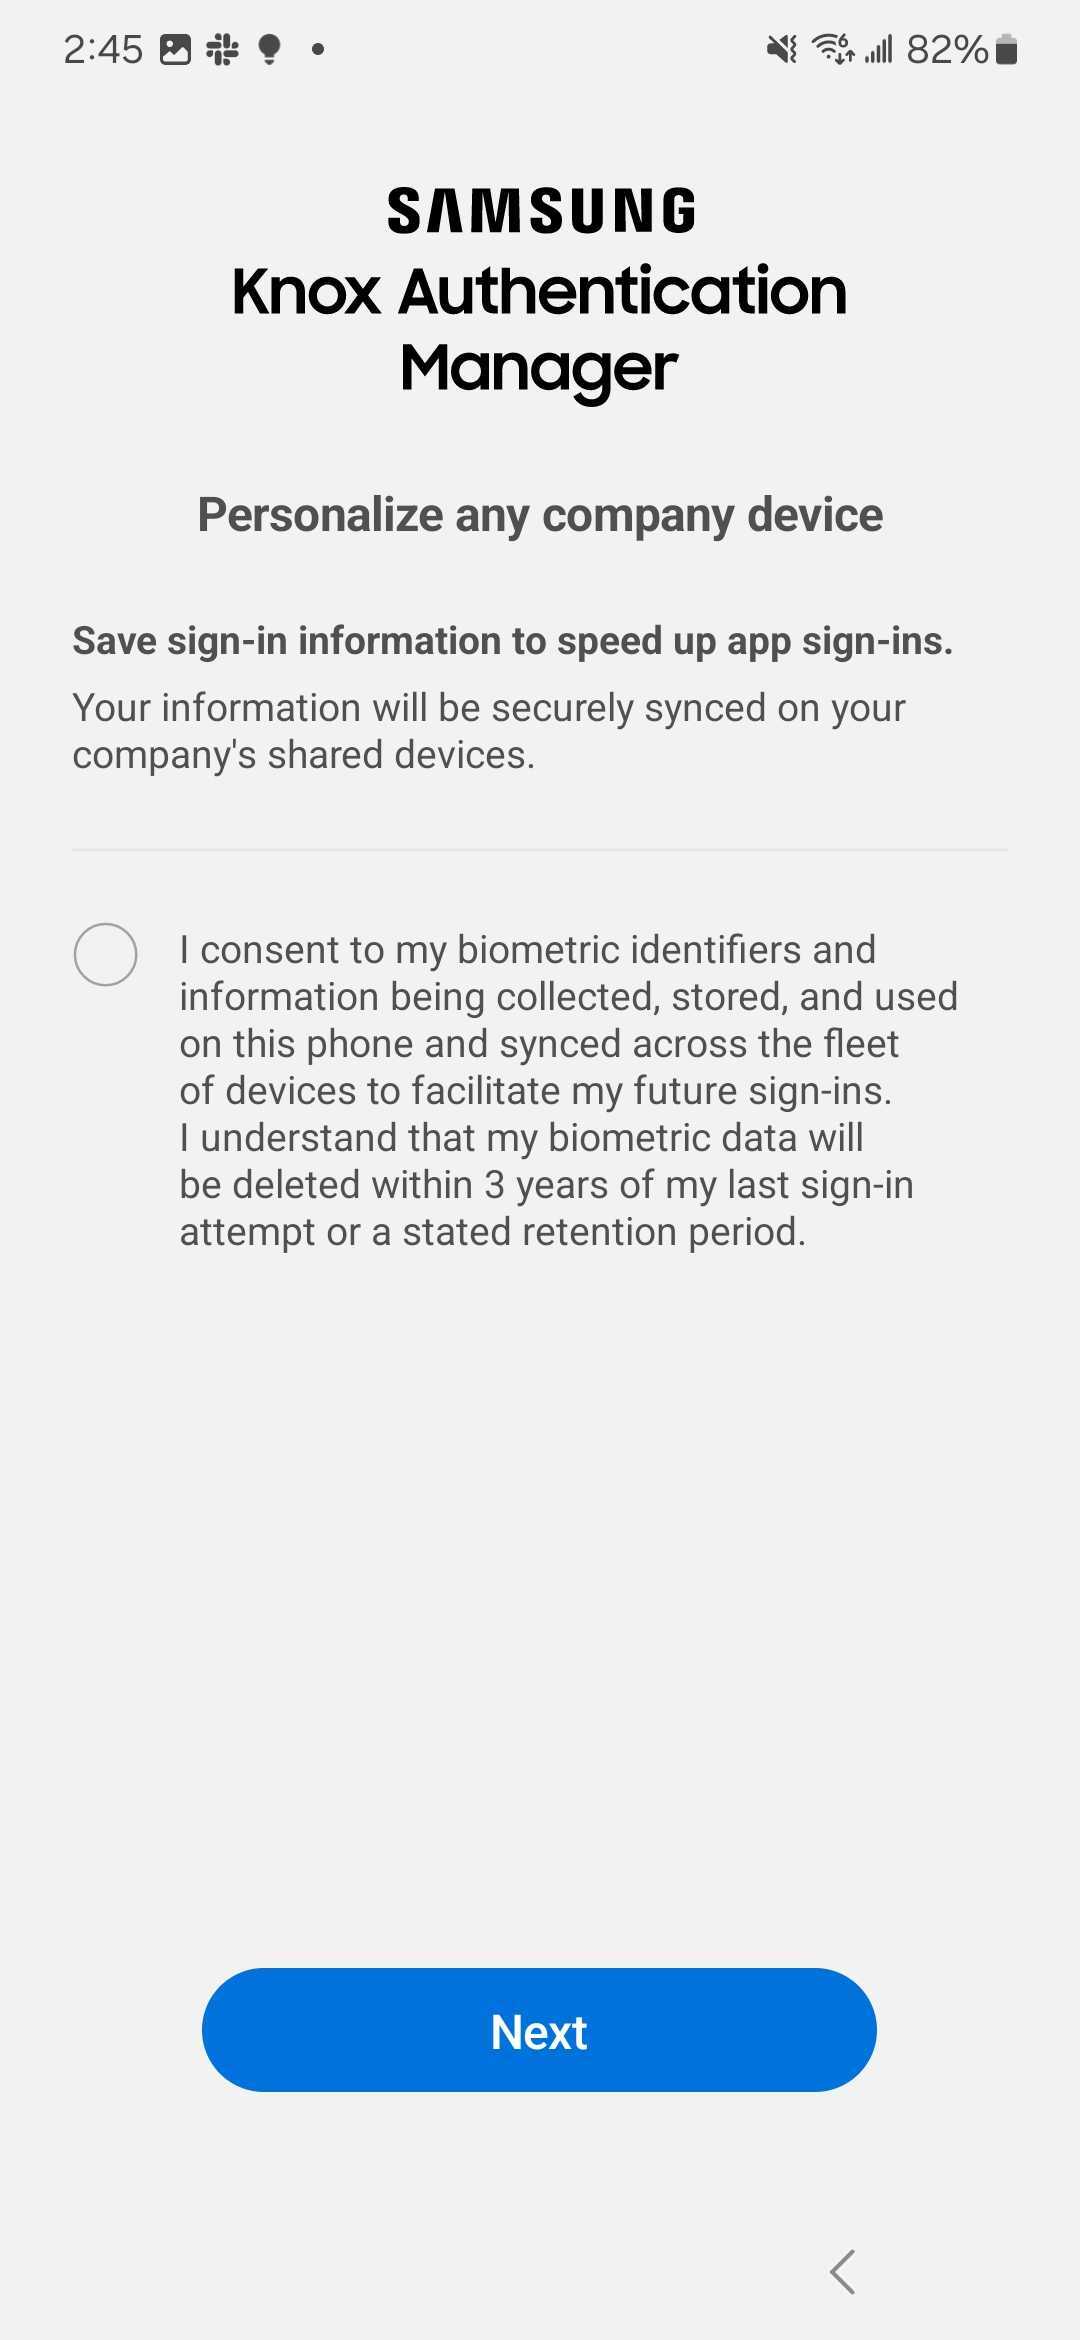 2:45
82%
SAMSUNG
Knox Authentication
Manager
Personalize any company device
Save sign-in information to speed up app sign-ins.
Your information will be securely synced on your
company's shared devices.
I consent to my biometric identifiers and
information being collected, stored, and used
on this phone and synced across the fleet
of devices to facilitate my future sign-ins.
I understand that my biometric data will
be deleted within 3 years of my last sign-in
attempt or a stated retention period.
Next